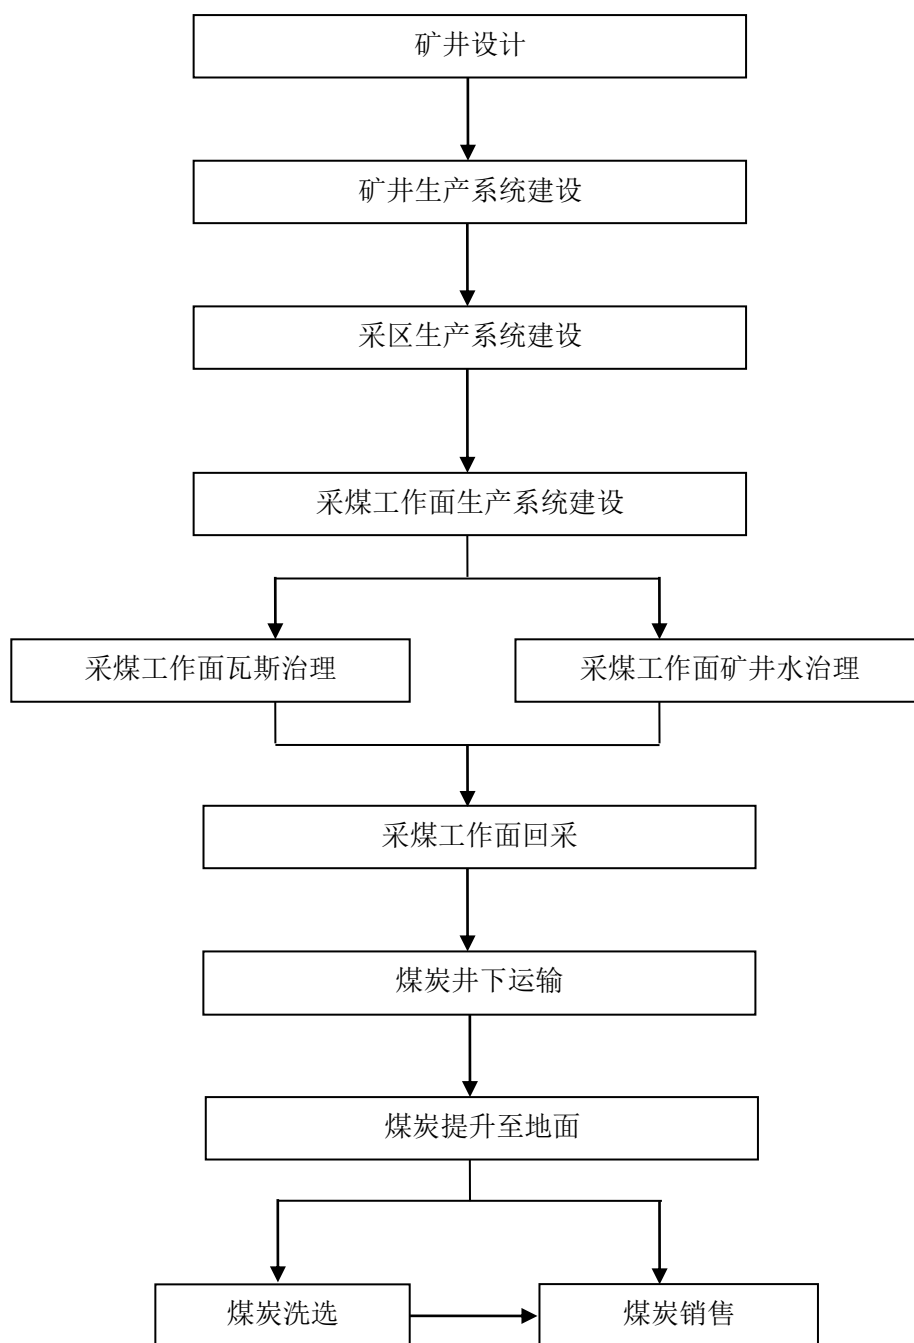 矿井设计
矿井生产系统建设
采区生产系统建设
采煤工作面生产系统建设
采煤工作面瓦斯治理
采煤工作面矿井水治理
采煤工作面回采
煤炭井下运输
煤炭提升至地面
煤炭洗选
煤炭销售